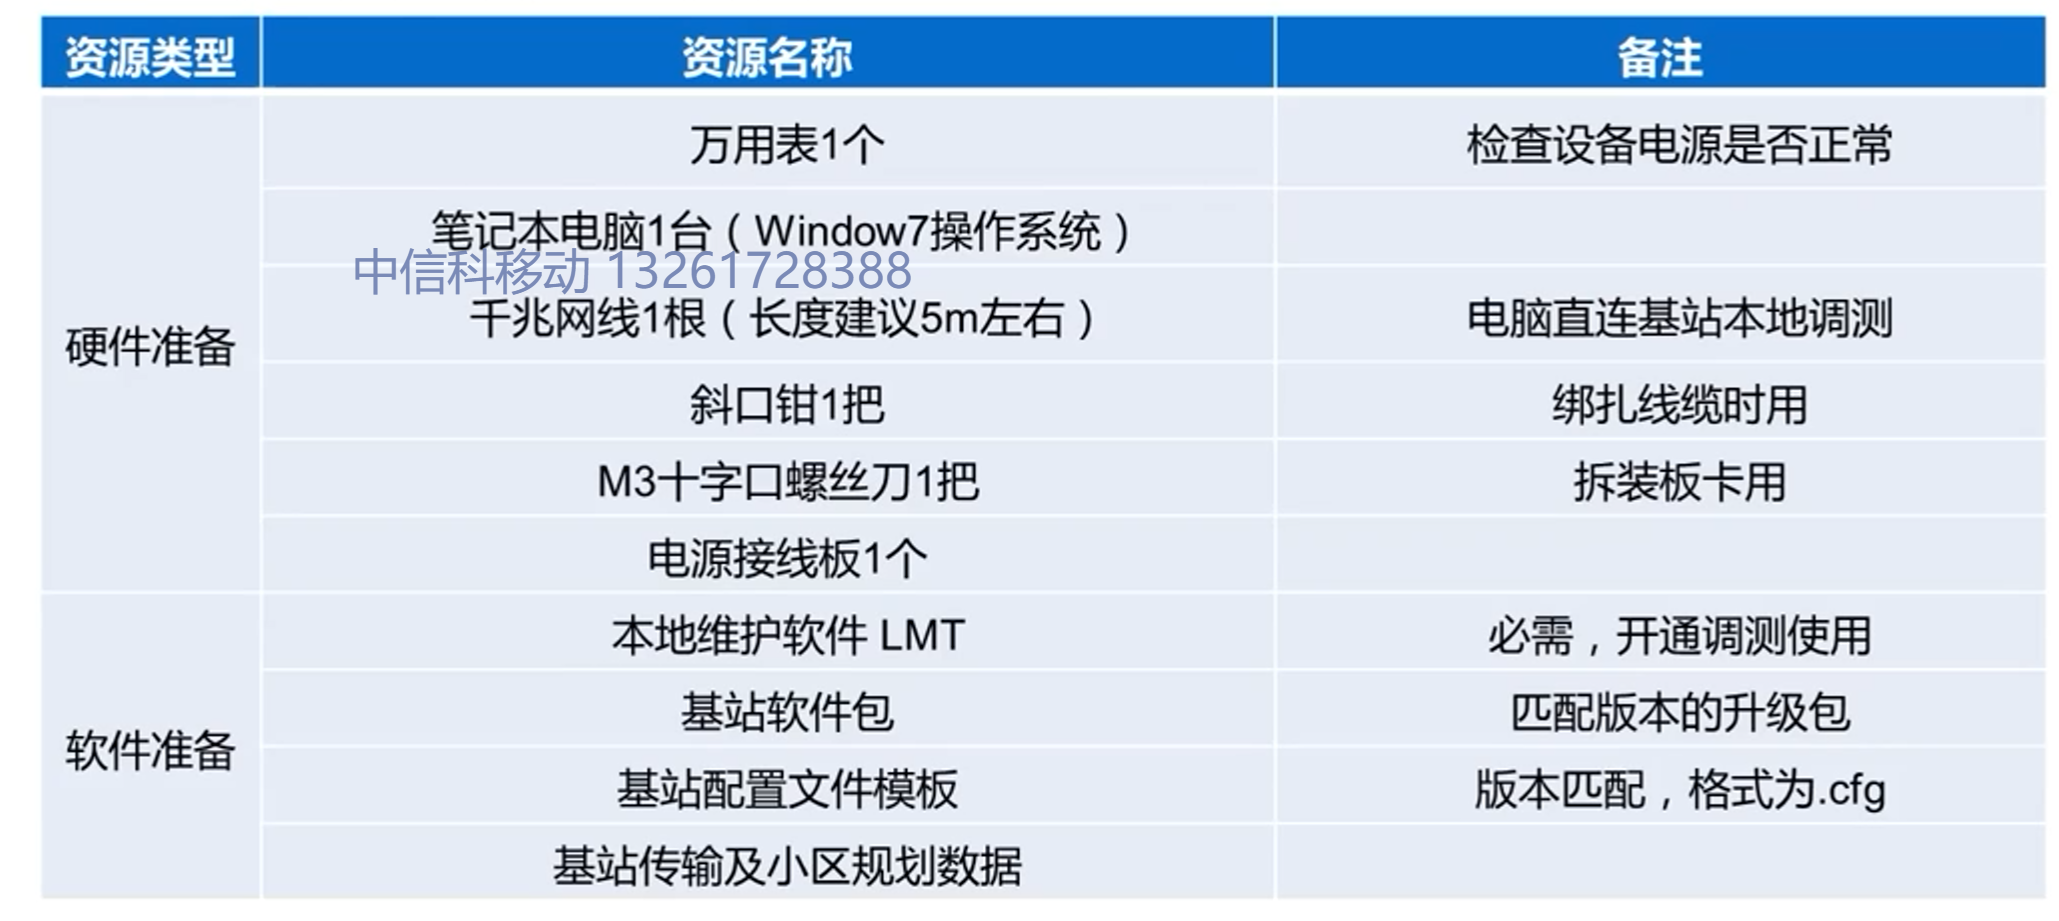 资源类型 资源名称 备注
万用表1个 检查设备电源是否正常
笔记本电脑1台（Window7操作系统）
中信科移动 13261728388
千兆网线1根（长度建议5m左右） 电脑直连基站本地调测
硬件准备
斜口钳1把 绑扎线缆时用
M3十字口螺丝刀1把 拆装板卡用
电源接线板1个
本地维护软件 LMT 必需，开通调测使用
基站软件包 匹配版本的升级包
软件准备
基站配置文件模板 版本匹配，格式为.cfg
基站传输及小区规划数据